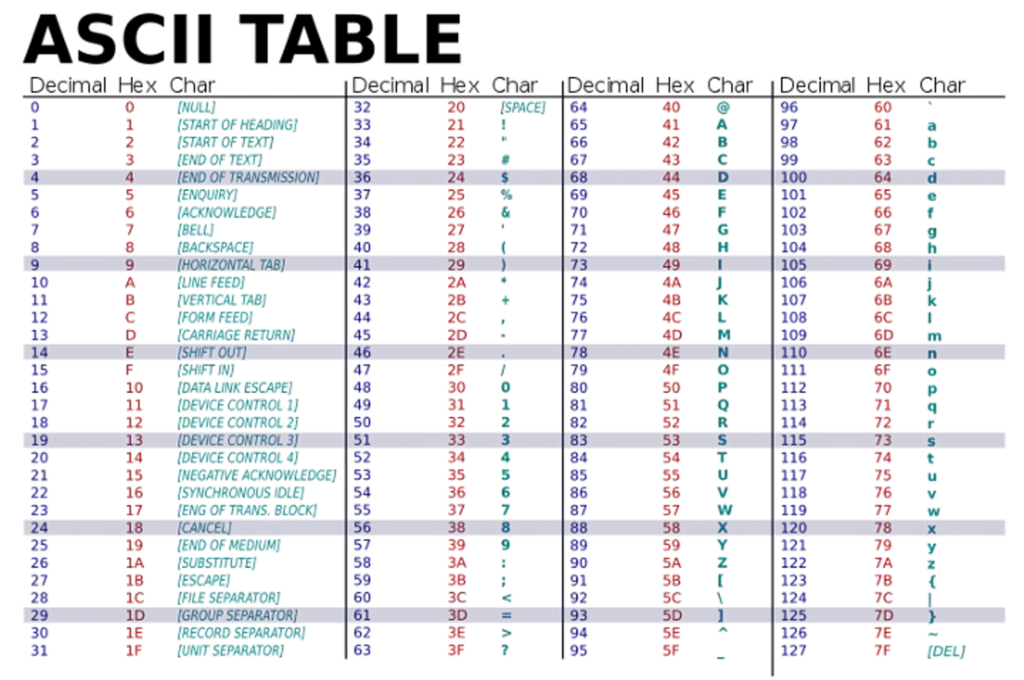 ASCII TABLE
Decimal Hex Char Decimal Hex Char Decimal Hex Char Decimal Hex Char
0 0 [NULL] 32 20 [SPACE] 64 40 @ 96 60 `
1 1 [START OF HEADING] 33 21 ! 65 41 A 97 61 a
2 2 [START OF TEXT] 34 22 " 66 42 B 98 62 b
3 3 [END OF TEXT] 35 23 # 67 43 C 99 63 c
4 4 [END OF TRANSMISSION] 36 24 $ 68 44 D 100 64 d
5 5 [ENQUIRY] 37 25 % 69 45 E 101 65 e
6 6 [ACKNOWLEDGE] 38 26 & 70 46 F 102 66 f
7 7 [BELL] 39 27 ' 71 47 G 103 67 g
8 8 [BACKSPACE] 40 28 ( 72 48 H 104 68 h
9 9 [HORIZONTAL TAB] 41 29 ) 73 49 I 105 69 i
10 A [LINE FEED] 42 2A * 74 4A J 106 6A j
11 B [VERTICAL TAB] 43 2B + 75 4B K 107 6B k
12 C [FORM FEED] 44 2C , 76 4C L 108 6C l
13 D [CARRIAGE RETURN] 45 2D - 77 4D M 109 6D m
14 E [SHIFT OUT] 46 2E . 78 4E N 110 6E n
15 F [SHIFT IN] 47 2F / 79 4F O 111 6F o
16 10 [DATA LINK ESCAPE] 48 30 0 80 50 P 112 70 p
17 11 [DEVICE CONTROL 1] 49 31 1 81 51 Q 113 71 q
18 12 [DEVICE CONTROL 2] 50 32 2 82 52 R 114 72 r
19 13 [DEVICE CONTROL 3] 51 33 3 83 53 S 115 73 s
20 14 [DEVICE CONTROL 4] 52 34 4 84 54 T 116 74 t
21 15 [NEGATIVE ACKNOWLEDGE] 53 35 5 85 55 U 117 75 u
22 16 [SYNCHRONOUS IDLE] 54 36 6 86 56 V 118 76 v
23 17 [ENG OF TRANS. BLOCK] 55 37 7 87 57 W 119 77 w
24 18 [CANCEL] 56 38 8 88 58 X 120 78 x
25 19 [END OF MEDIUM] 57 39 9 89 59 Y 121 79 y
26 1A [SUBSTITUTE] 58 3A : 90 5A Z 122 7A z
27 1B [ESCAPE] 59 3B ; 91 5B [ 123 7B {
28 1C [FILE SEPARATOR] 60 3C < 92 5C \ 124 7C |
29 1D [GROUP SEPARATOR] 61 3D = 93 5D ] 125 7D }
30 1E [RECORD SEPARATOR] 62 3E > 94 5E ^ 126 7E ~
31 1F [UNIT SEPARATOR] 63 3F ? 95 5F _ 127 7F [DEL]